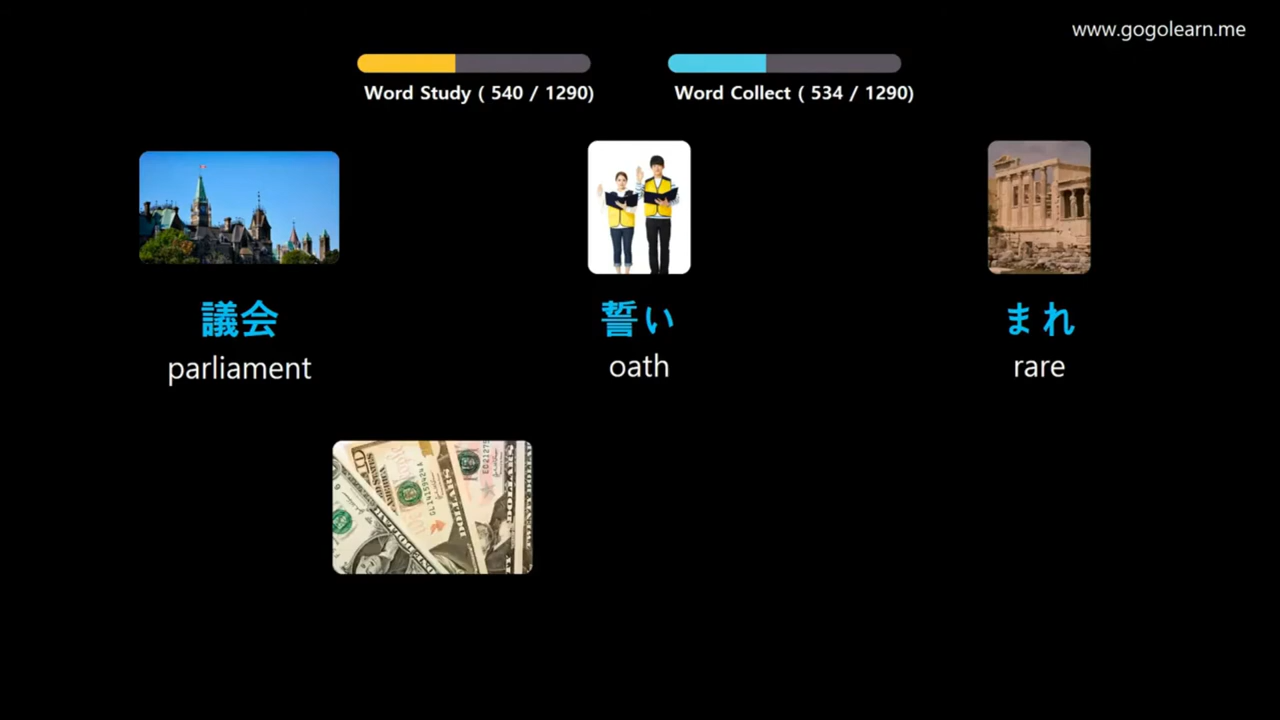 www.gogolearn.me
Word Study ( 540 / 1290)
Word Collect ( 534 / 1290)
議会
parliament
誓い
oath
まれ
rare